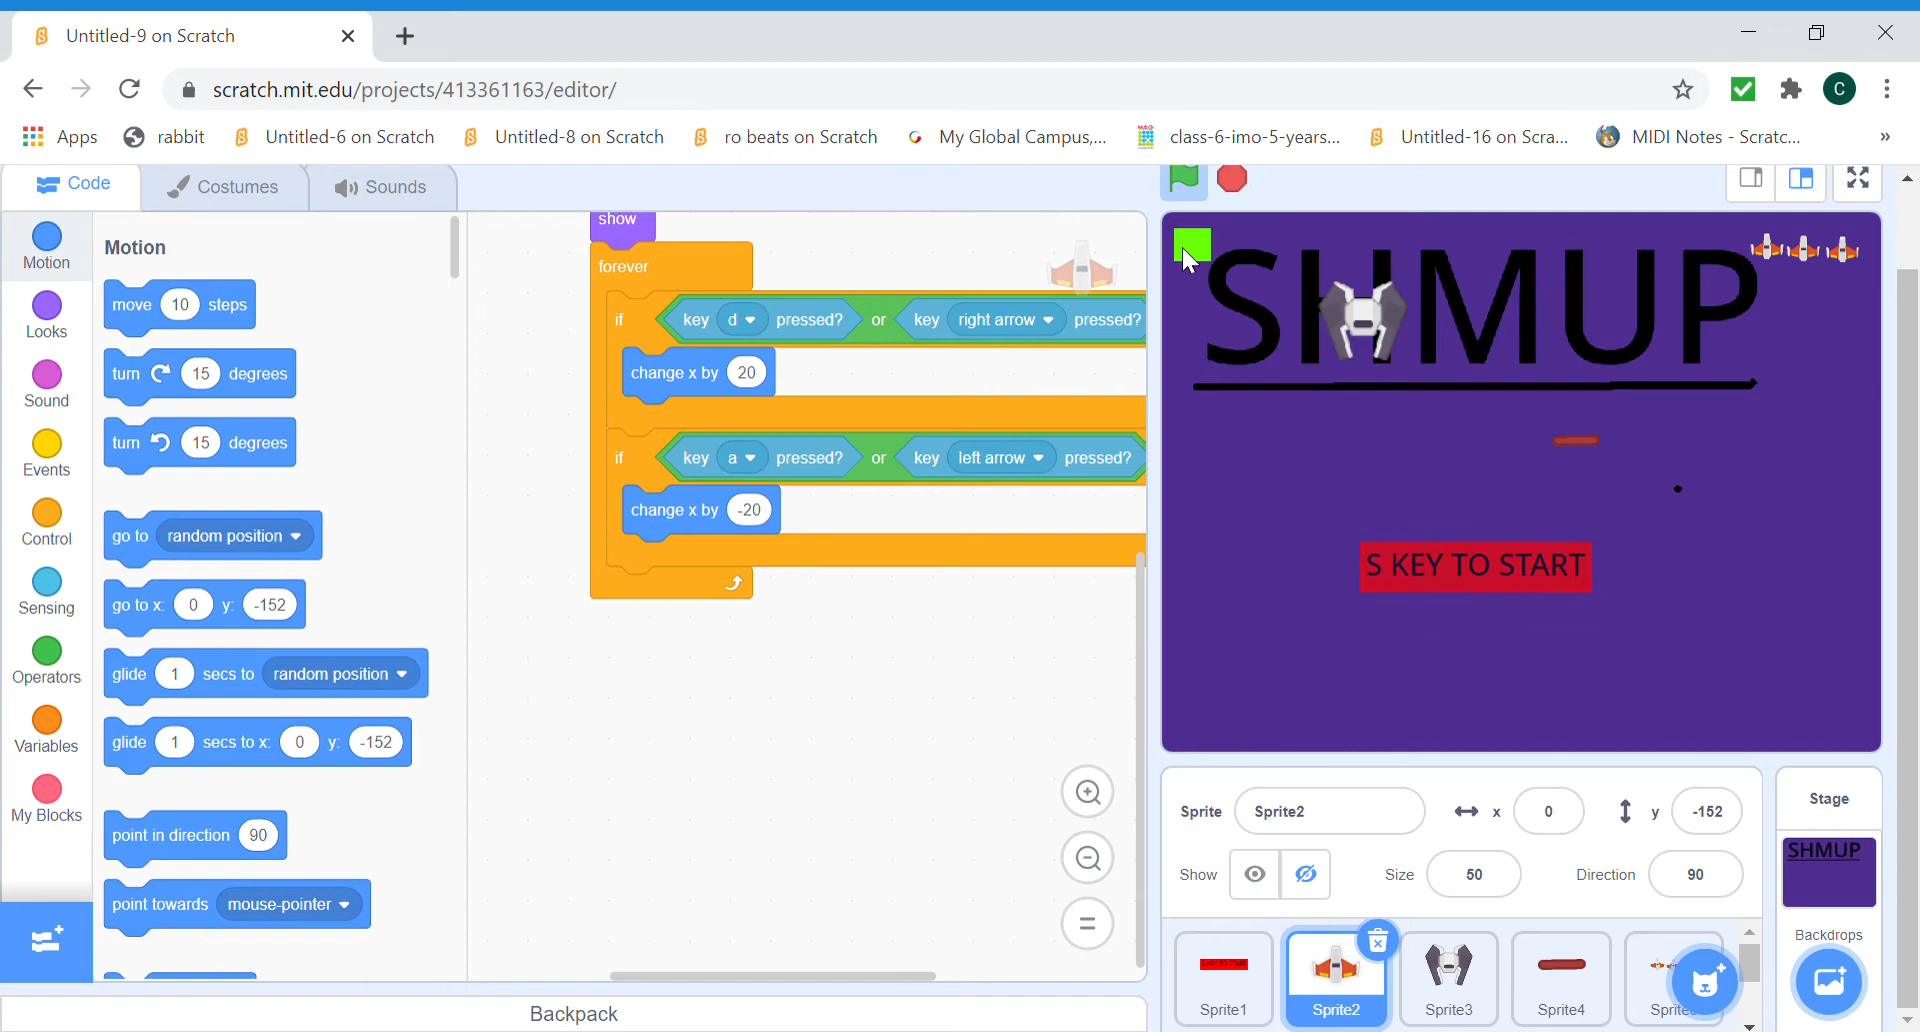 Untitled-9 on Scratch
scratch.mit.edu/projects/413361163/editor/
C
Apps rabbit Untitled-6 on Scratch Untitled-8 on Scratch ro beats on Scratch My Global Campus,... class-6-imo-5-years... Untitled-16 on Scra... MIDI Notes - Scratc... »
Code Costumes Sounds
Motion
Looks
Sound
Events
Control
Sensing
Operators
Variables
My Blocks
Motion
move 10 steps
turn 15 degrees
turn 15 degrees
go to random position
go to x: 0 y: -152
glide 1 secs to random position
glide 1 secs to x: 0 y: -152
point in direction 90
point towards mouse-pointer
show
forever
if key d pressed? or key right arrow pressed?
change x by 20
if key a pressed? or key left arrow pressed?
change x by -20
Backpack
SHMUP
S KEY TO START
Sprite Sprite2 x 0 y -152
Show Size 50 Direction 90
Sprite1 Sprite2 Sprite3 Sprite4
Stage
SHMUP
Backdrops